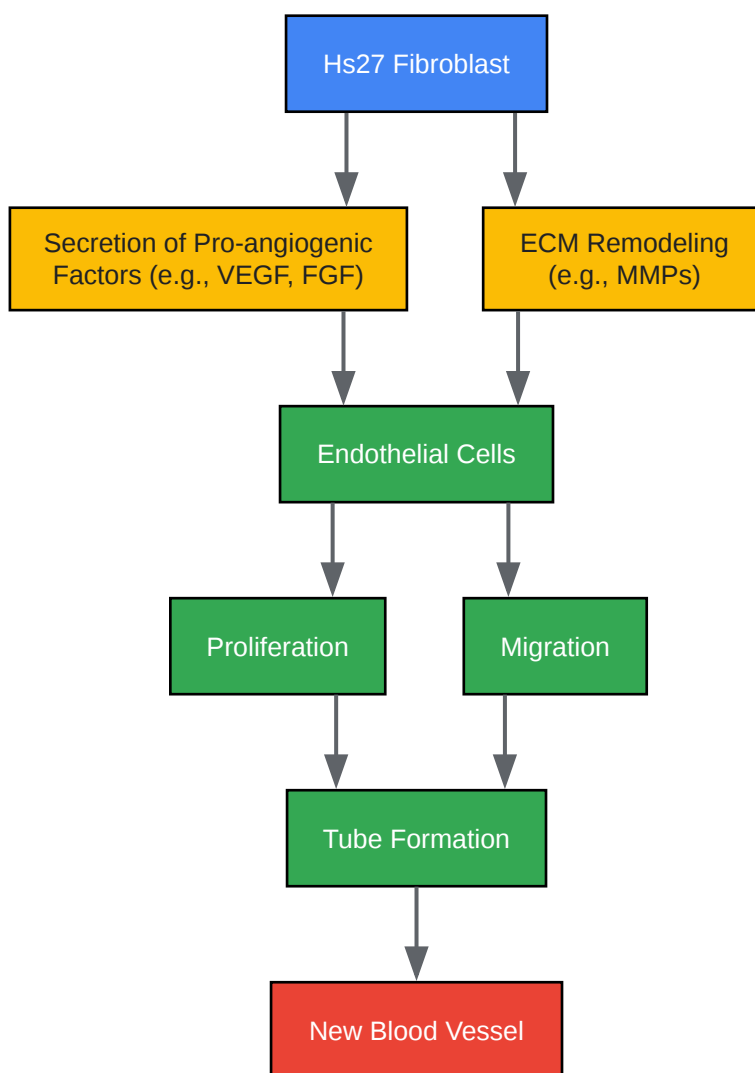 Hs27 Fibroblast
Secretion of Pro-angiogenic
Factors (e.g., VEGF, FGF)
ECM Remodeling
(e.g., MMPs)
Endothelial Cells
Proliferation
Migration
Tube Formation
New Blood Vessel